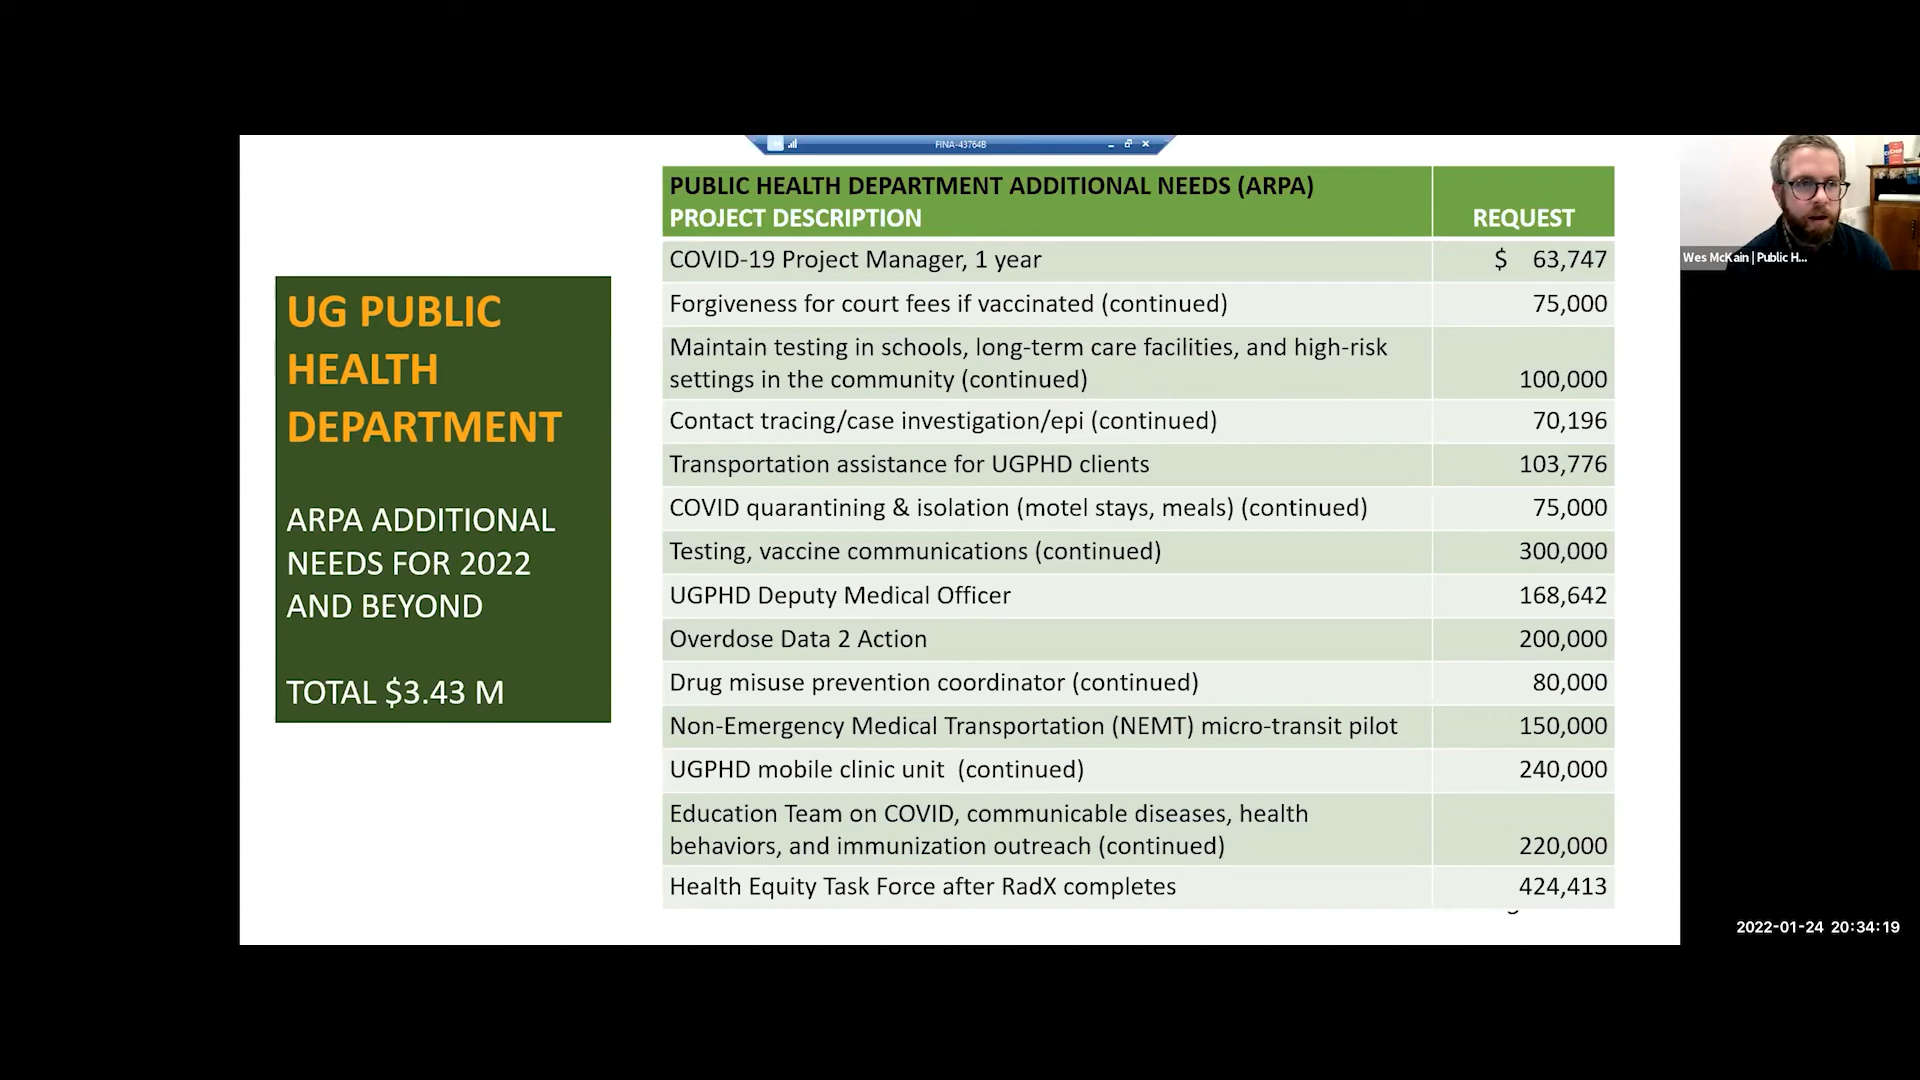 FINA-43764B
UG PUBLIC
HEALTH
DEPARTMENT
ARPA ADDITIONAL
NEEDS FOR 2022
AND BEYOND
TOTAL $3.43 M
PUBLIC HEALTH DEPARTMENT ADDITIONAL NEEDS (ARPA)
PROJECT DESCRIPTION REQUEST
COVID-19 Project Manager, 1 year $ 63,747
Forgiveness for court fees if vaccinated (continued) 75,000
Maintain testing in schools, long-term care facilities, and high-risk
settings in the community (continued) 100,000
Contact tracing/case investigation/epi (continued) 70,196
Transportation assistance for UGPHD clients 103,776
COVID quarantining & isolation (motel stays, meals) (continued) 75,000
Testing, vaccine communications (continued) 300,000
UGPHD Deputy Medical Officer 168,642
Overdose Data 2 Action 200,000
Drug misuse prevention coordinator (continued) 80,000
Non-Emergency Medical Transportation (NEMT) micro-transit pilot 150,000
UGPHD mobile clinic unit (continued) 240,000
Education Team on COVID, communicable diseases, health
behaviors, and immunization outreach (continued) 220,000
Health Equity Task Force after RadX completes 424,413
Wes McKain | Public H...
2022-01-24 20:34:19